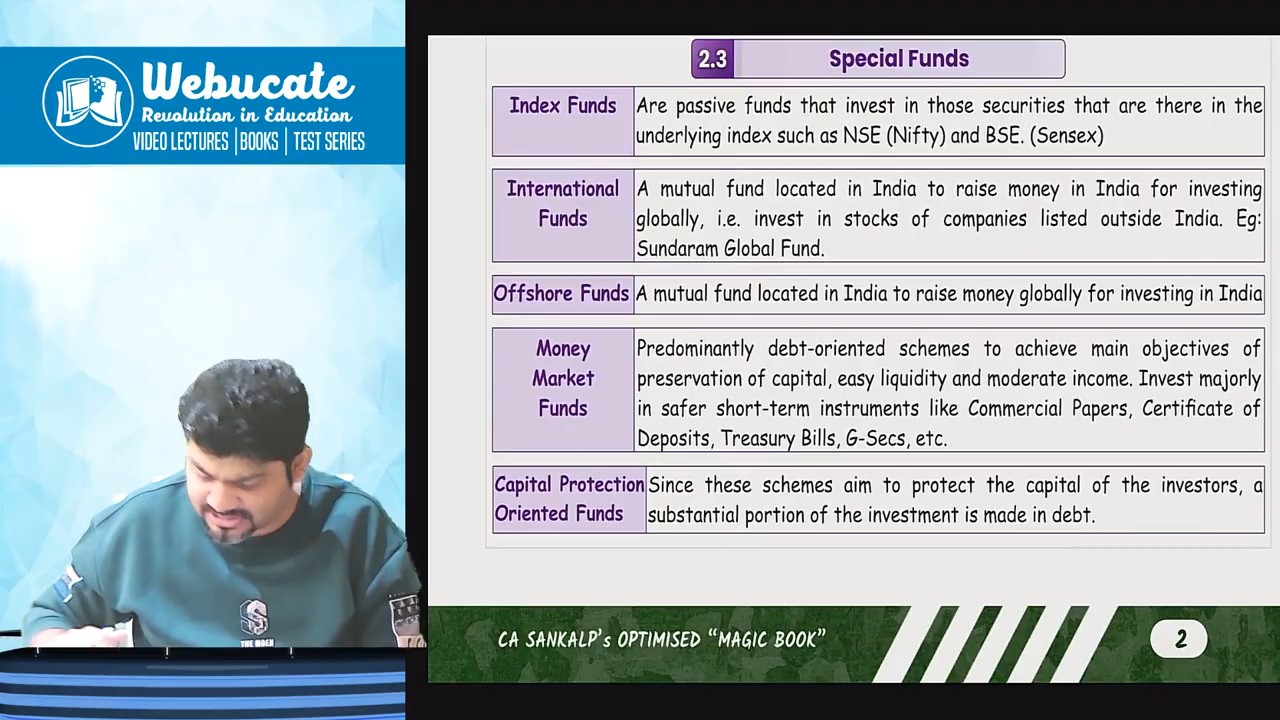 Webucate
Revolution in Education
VIDEO LECTURES | BOOKS | TEST SERIES
2.3 Special Funds
Index Funds
Are passive funds that invest in those securities that are there in the
underlying index such as NSE (Nifty) and BSE. (Sensex)
International
Funds
A mutual fund located in India to raise money in India for investing
globally, i.e. invest in stocks of companies listed outside India. Eg:
Sundaram Global Fund.
Offshore Funds
A mutual fund located in India to raise money globally for investing in India
Money
Market
Funds
Predominantly debt-oriented schemes to achieve main objectives of
preservation of capital, easy liquidity and moderate income. Invest majorly
in safer short-term instruments like Commercial Papers, Certificate of
Deposits, Treasury Bills, G-Secs, etc.
Capital Protection
Oriented Funds
Since these schemes aim to protect the capital of the investors, a
substantial portion of the investment is made in debt.
CA SANKALP's OPTIMISED "MAGIC BOOK"
2